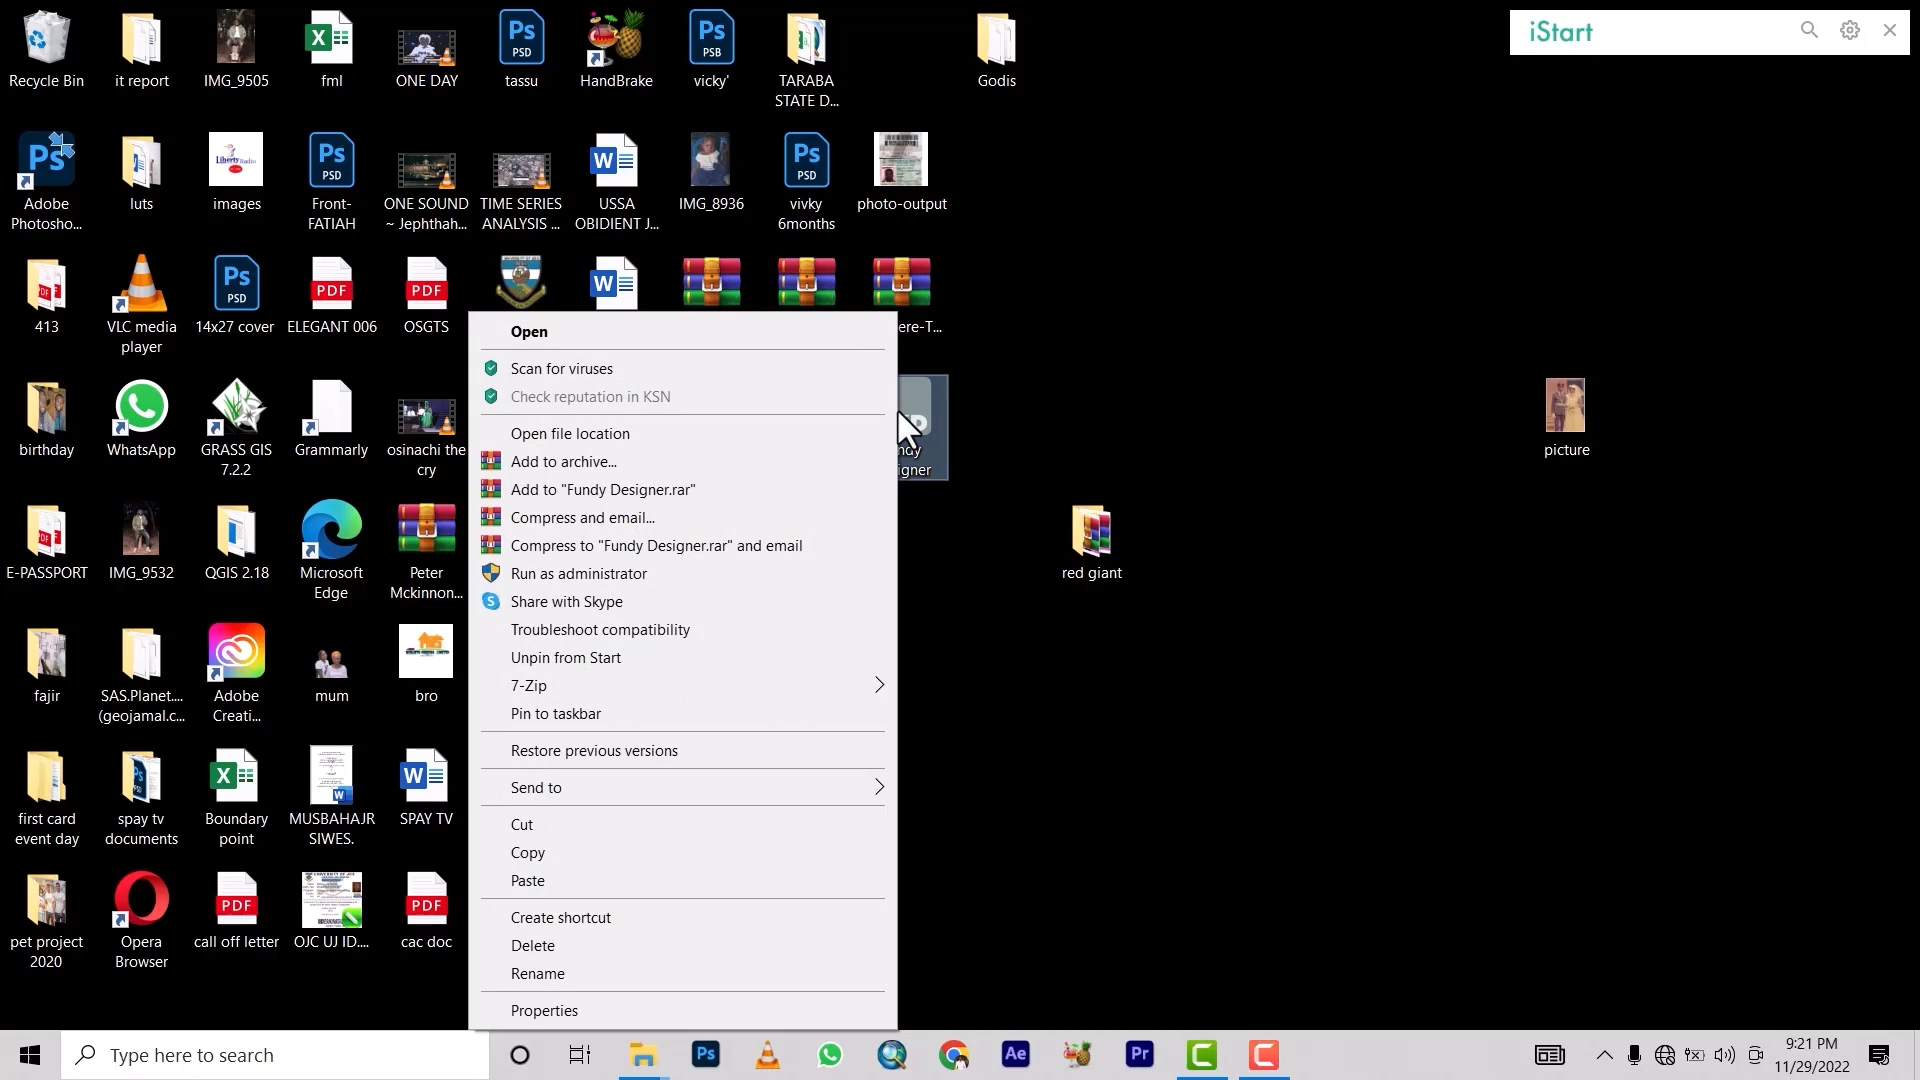 iStart
Recycle Bin
it report
IMG_9505
fml
ONE DAY
tassu
HandBrake
vicky'
TARABA
STATE D...
Godis
Adobe
Photosho...
luts
images
Front-
FATIAH
ONE SOUND
~ Jephthah...
TIME SERIES
ANALYSIS ...
USSA
OBIDIENT J...
IMG_8936
vivky
6months
photo-output
413
VLC media
player
14x27 cover
ELEGANT 006
OSGTS
ere-T...
birthday
WhatsApp
GRASS GIS
7.2.2
Grammarly
osinachi the
cry
picture
E-PASSPORT
IMG_9532
QGIS 2.18
Microsoft
Edge
Peter
Mckinnon...
red giant
fajir
SAS.Planet....
(geojamal.c...
Adobe
Creati...
mum
bro
first card
event day
spay tv
documents
Boundary
point
MUSBAHAJR
SIWES.
SPAY TV
pet project
2020
Opera
Browser
call off letter
OJC UJ ID....
cac doc
Open
Scan for viruses
Check reputation in KSN
Open file location
Add to archive...
Add to "Fundy Designer.rar"
Compress and email...
Compress to "Fundy Designer.rar" and email
Run as administrator
Share with Skype
Troubleshoot compatibility
Unpin from Start
7-Zip
Pin to taskbar
Restore previous versions
Send to
Cut
Copy
Paste
Create shortcut
Delete
Rename
Properties
Type here to search
9:21 PM
11/29/2022